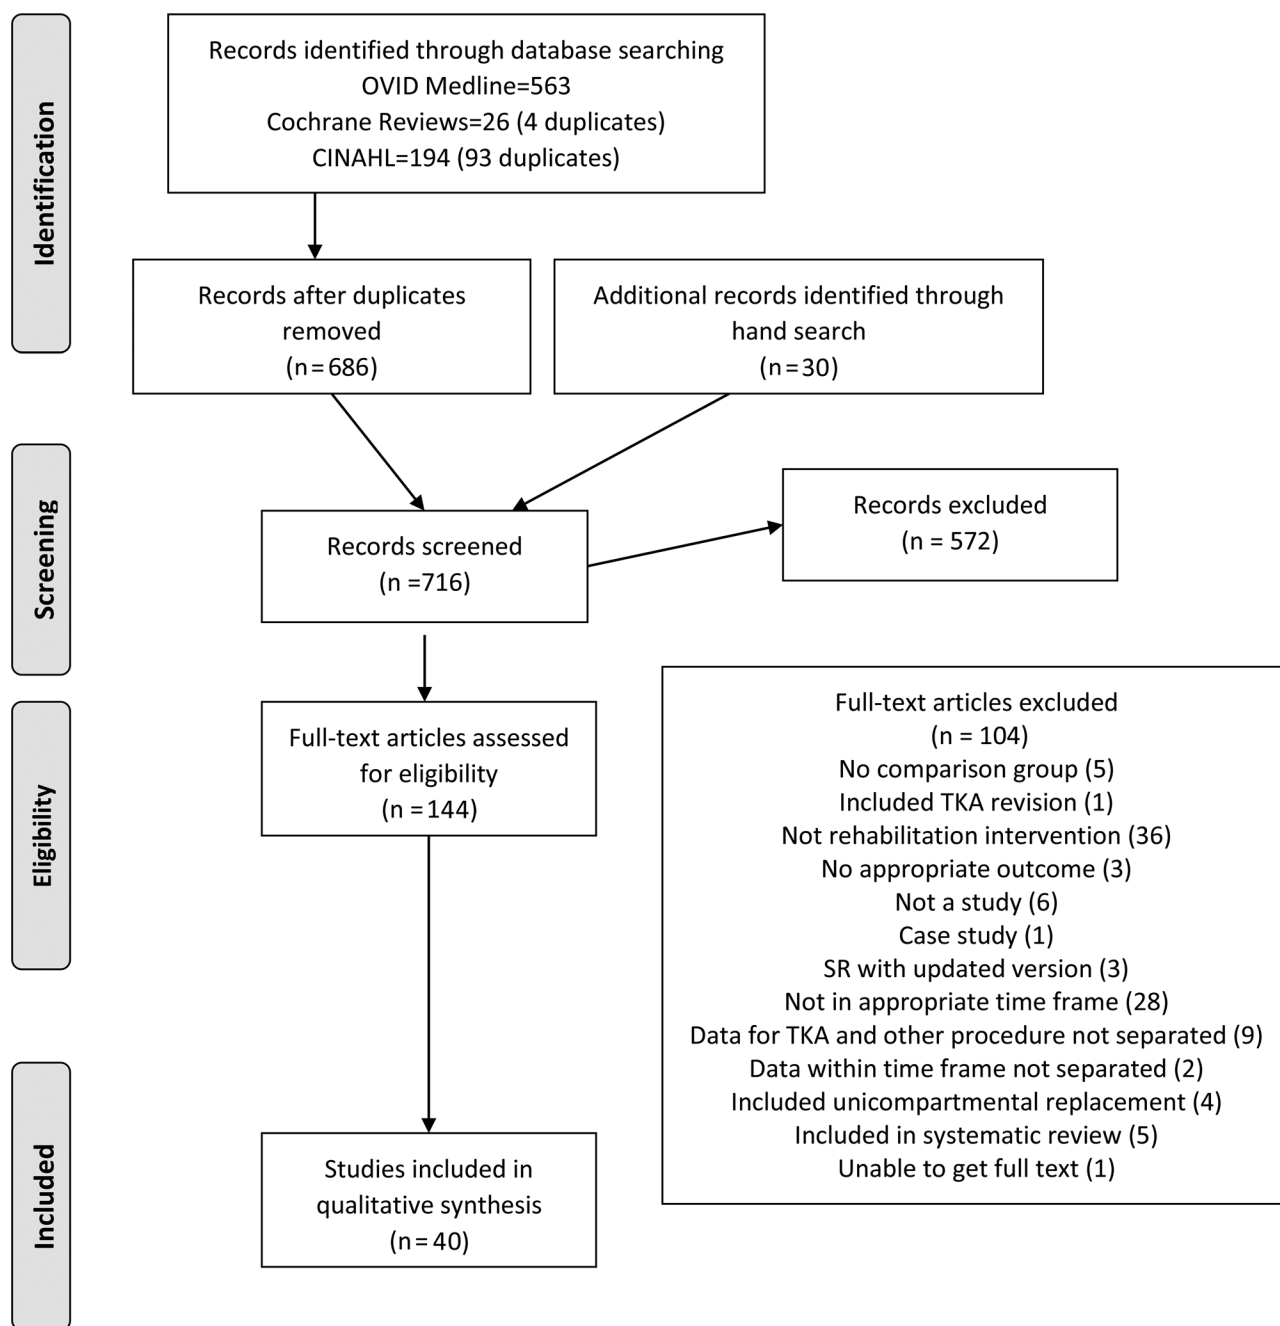 Identification
Records identified through database searching
OVID Medline=563
Cochrane Reviews=26 (4 duplicates)
CINAHL=194 (93 duplicates)
Records after duplicates
removed
(n=686)
Additional records identified through
hand search
(n=30)
Screening
Records screened
(n =716)
Records excluded
(n = 572)
Eligibility
Full-text articles assessed
for eligibility
(n=144)
Full-text articles excluded
(n = 104)
No comparison group (5)
Included TKA revision (1)
Not rehabilitation intervention (36)
No appropriate outcome (3)
Not a study (6)
Case study (1)
SR with updated version (3)
Not in appropriate time frame (28)
Data for TKA and other procedure not separated (9)
Data within time frame not separated (2)
Included unicompartmental replacement (4)
Included in systematic review (5)
Unable to get full text (1)
Included
Studies included in
qualitative synthesis
(n=40)